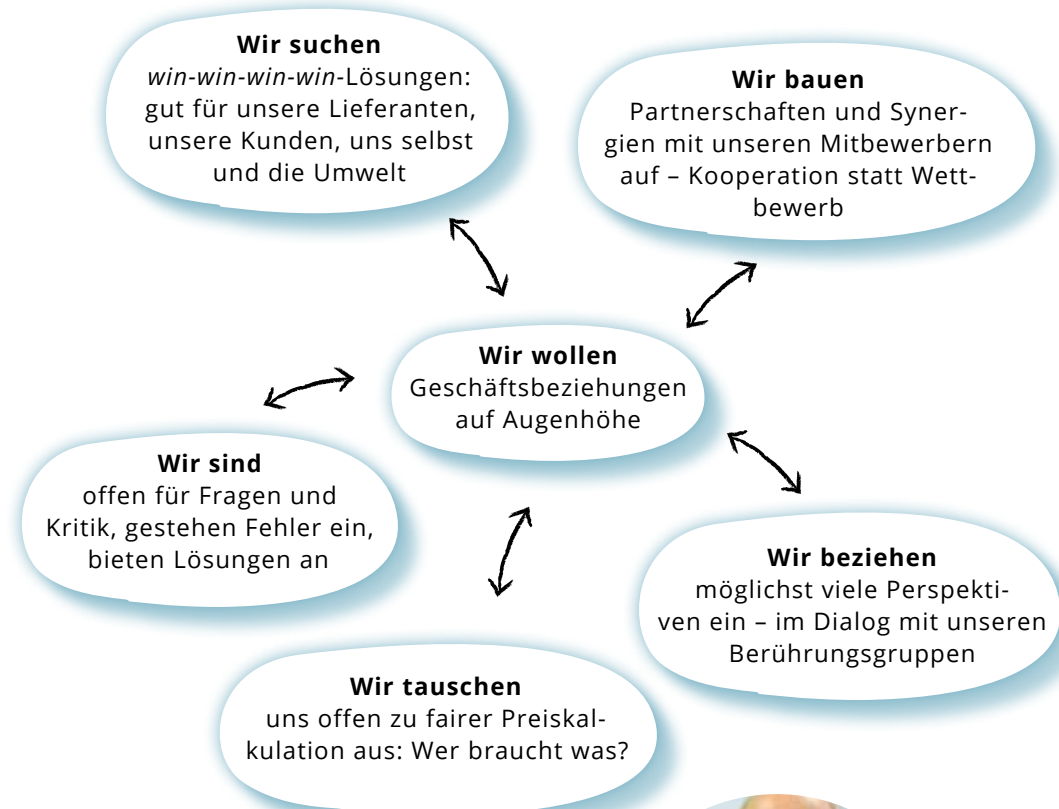 Wir suchen
win-win-win-win-Lösungen:
gut für unsere Lieferanten,
unsere Kunden, uns selbst
und die Umwelt
Wir bauen
Partnerschaften und Syner-
gien mit unseren Mitbewerbern
auf – Kooperation statt Wett-
bewerb
Wir wollen
Geschäftsbeziehungen
auf Augenhöhe
Wir sind
offen für Fragen und
Kritik, gestehen Fehler ein,
bieten Lösungen an
Wir beziehen
möglichst viele Perspekti-
ven ein – im Dialog mit unseren
Berührungsgruppen
Wir tauschen
uns offen zu fairer Preiskal-
kulation aus: Wer braucht was?